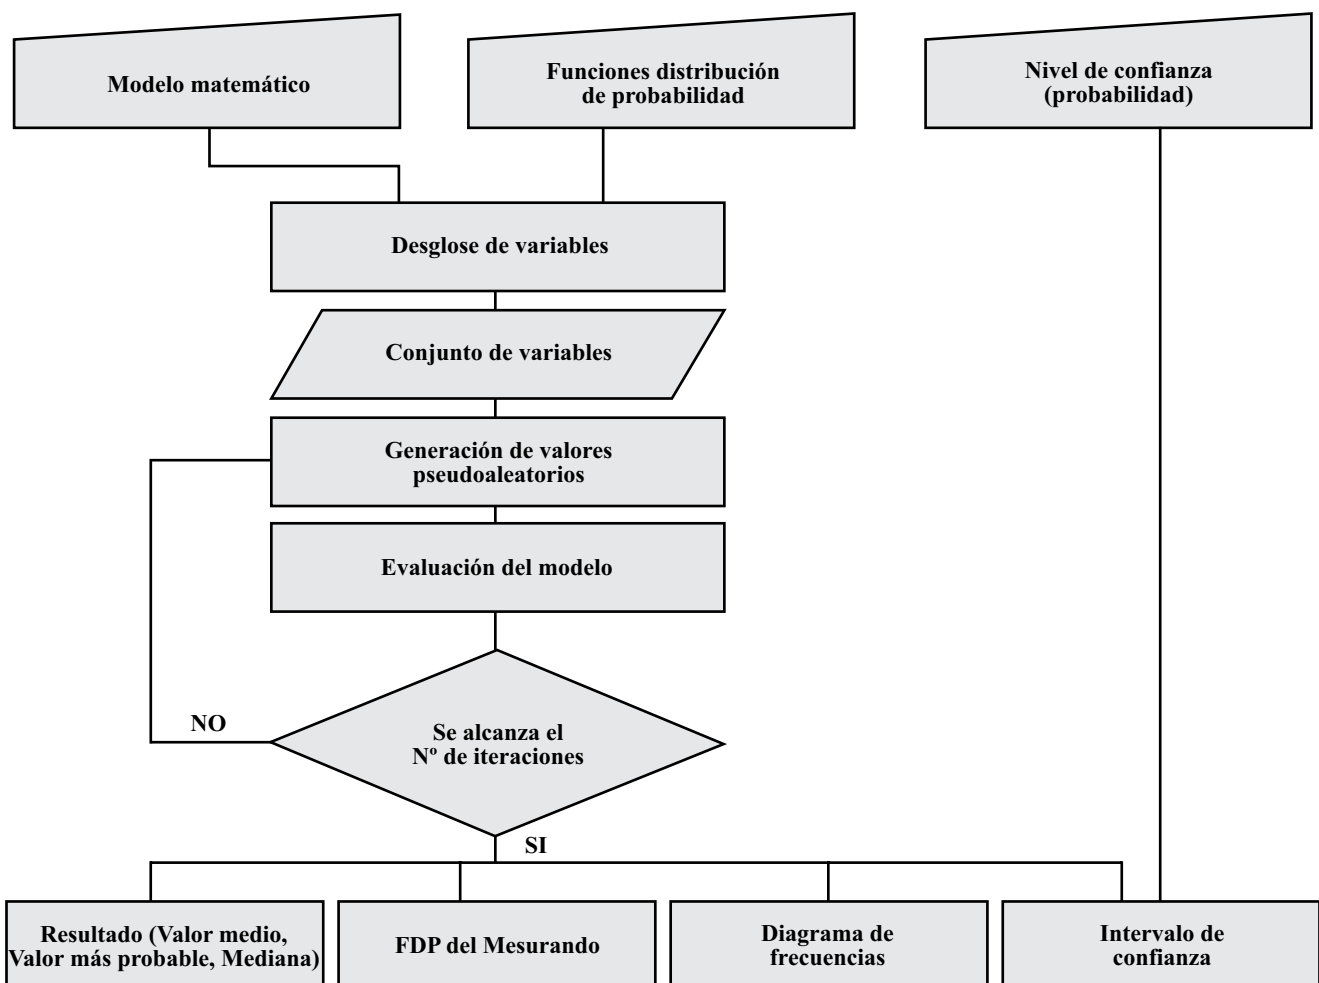 Modelo matemático
Funciones distribución
de probabilidad
Nivel de confianza
(probabilidad)
Desglose de variables
Conjunto de variables
Generación de valores
pseudoaleatorios
Evaluación del modelo
Se alcanza el
Nº de iteraciones
NO
SI
Resultado (Valor medio,
Valor más probable, Mediana)
FDP del Mesurando
Diagrama de
frecuencias
Intervalo de
confianza